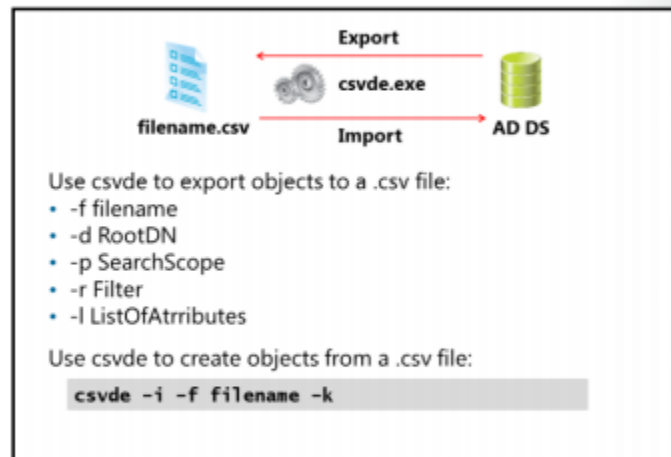 Export
csvde.exe
filename.csv
AD DS
Import
Use csvde to export objects to a .csv file:
• -f filename
• -d RootDN
• -p SearchScope
• -r Filter
• -l ListOfAtrributes
Use csvde to create objects from a .csv file:
csvde -i -f filename -k